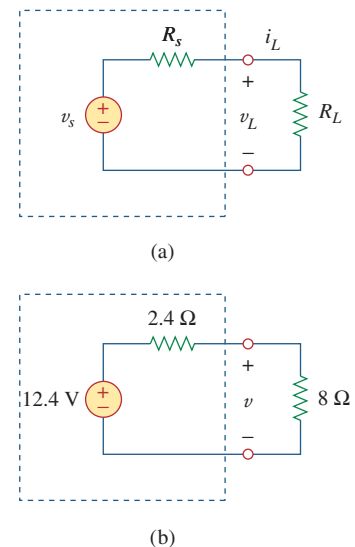 R_s i_L
+
v_s + − v_L R_L
−
(a)
2.4 Ω
+
12.4 V + − v 8 Ω
−
(b)